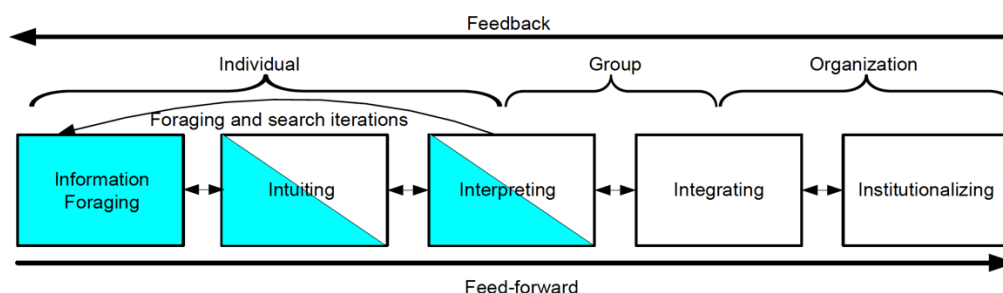 Feedback
Individual
Group
Organization
Foraging and search iterations
Information
Foraging
Intuiting
Interpreting
Integrating
Institutionalizing
Feed-forward